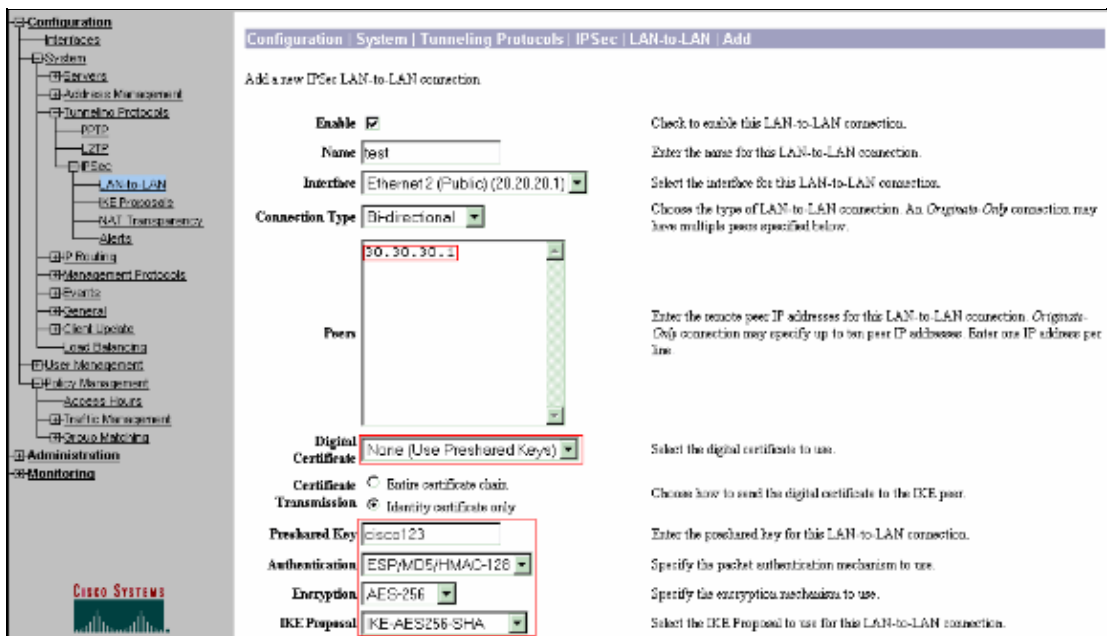 Configuration
Interfaces
System
Servers
Address Management
Tunneling Protocols
PPTP
L2TP
IPSec
LAN-to-LAN
IKE Proposals
NAT Transparency
Alerts
IP Routing
Management Protocols
Events
General
Client Update
Load Balancing
User Management
Policy Management
Access Hours
Traffic Management
Group Matching
Administration
Monitoring
CISCO SYSTEMS
Configuration | System | Tunneling Protocols | IPSec | LAN-to-LAN | Add
Add a new IPSec LAN-to-LAN connection.
Enable Check to enable this LAN-to-LAN connection.
Name test Enter the name for this LAN-to-LAN connection.
Interface Ethernet 2 (Public) (20.20.20.1) Select the interface for this LAN-to-LAN connection.
Connection Type Bi-directional Choose the type of LAN-to-LAN connection. An Originate-Only connection may
have multiple peers specified below.
30.30.30.1
Peers Enter the remote peer IP addresses for this LAN-to-LAN connection. Originate-
Only connection may specify up to ten peer IP addresses. Enter one IP address per
line.
Digital
Certificate None (Use Preshared Keys) Select the digital certificate to use.
Certificate Entire certificate chain
Transmission Identity certificate only Choose how to send the digital certificate to the IKE peer.
Preshared Key cisco123 Enter the preshared key for this LAN-to-LAN connection.
Authentication ESP/MD5/HMAC-128 Specify the packet authentication mechanism to use.
Encryption AES-256 Specify the encryption mechanism to use.
IKE Proposal IKE-AES256-SHA Select the IKE Proposal to use for this LAN-to-LAN connection.